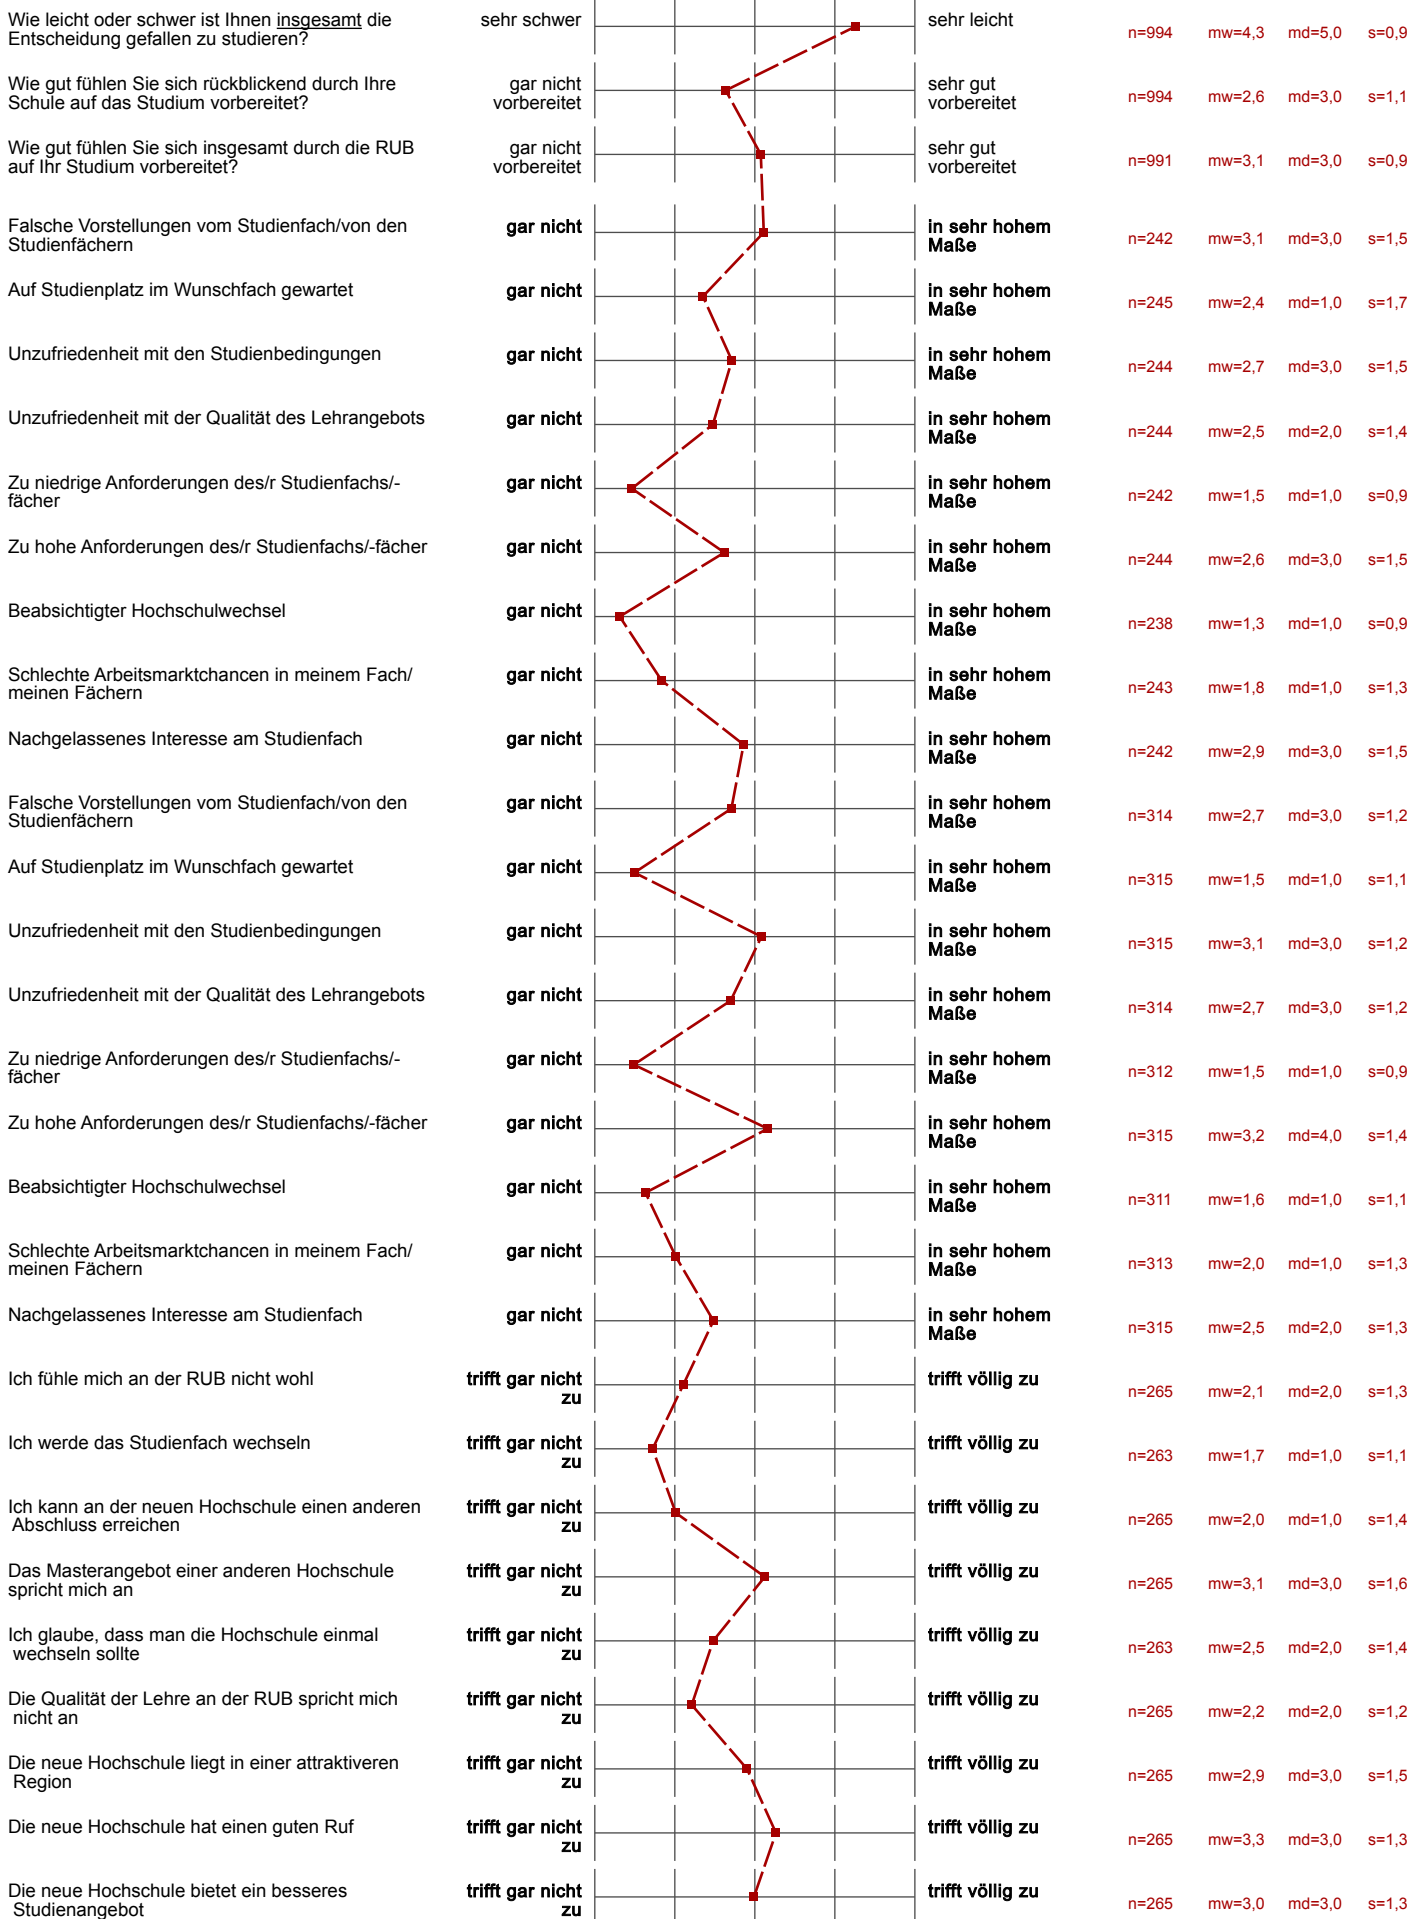 Wie leicht oder schwer ist Ihnen insgesamt die sehr schwer sehr leicht
Entscheidung gefallen zu studieren? n=994 mw=4,3 md=5,0 s=0,9
Wie gut fühlen Sie sich rückblickend durch Ihre gar nicht sehr gut
Schule auf das Studium vorbereitet? vorbereitet vorbereitet n=994 mw=2,6 md=3,0 s=1,1
Wie gut fühlen Sie sich insgesamt durch die RUB gar nicht sehr gut
auf Ihr Studium vorbereitet? vorbereitet vorbereitet n=991 mw=3,1 md=3,0 s=0,9
Falsche Vorstellungen vom Studienfach/von den gar nicht in sehr hohem
Studienfächern Maße n=242 mw=3,1 md=3,0 s=1,5
Auf Studienplatz im Wunschfach gewartet gar nicht in sehr hohem
Maße n=245 mw=2,4 md=1,0 s=1,7
Unzufriedenheit mit den Studienbedingungen gar nicht in sehr hohem
Maße n=244 mw=2,7 md=3,0 s=1,5
Unzufriedenheit mit der Qualität des Lehrangebots gar nicht in sehr hohem
Maße n=244 mw=2,5 md=2,0 s=1,4
Zu niedrige Anforderungen des/r Studienfachs/- gar nicht in sehr hohem
fächer Maße n=242 mw=1,5 md=1,0 s=0,9
Zu hohe Anforderungen des/r Studienfachs/-fächer gar nicht in sehr hohem
Maße n=244 mw=2,6 md=3,0 s=1,5
Beabsichtigter Hochschulwechsel gar nicht in sehr hohem
Maße n=238 mw=1,3 md=1,0 s=0,9
Schlechte Arbeitsmarktchancen in meinem Fach/ gar nicht in sehr hohem
meinen Fächern Maße n=243 mw=1,8 md=1,0 s=1,3
Nachgelassenes Interesse am Studienfach gar nicht in sehr hohem
Maße n=242 mw=2,9 md=3,0 s=1,5
Falsche Vorstellungen vom Studienfach/von den gar nicht in sehr hohem
Studienfächern Maße n=314 mw=2,7 md=3,0 s=1,2
Auf Studienplatz im Wunschfach gewartet gar nicht in sehr hohem
Maße n=315 mw=1,5 md=1,0 s=1,1
Unzufriedenheit mit den Studienbedingungen gar nicht in sehr hohem
Maße n=315 mw=3,1 md=3,0 s=1,2
Unzufriedenheit mit der Qualität des Lehrangebots gar nicht in sehr hohem
Maße n=314 mw=2,7 md=3,0 s=1,2
Zu niedrige Anforderungen des/r Studienfachs/- gar nicht in sehr hohem
fächer Maße n=312 mw=1,5 md=1,0 s=0,9
Zu hohe Anforderungen des/r Studienfachs/-fächer gar nicht in sehr hohem
Maße n=315 mw=3,2 md=4,0 s=1,4
Beabsichtigter Hochschulwechsel gar nicht in sehr hohem
Maße n=311 mw=1,6 md=1,0 s=1,1
Schlechte Arbeitsmarktchancen in meinem Fach/ gar nicht in sehr hohem
meinen Fächern Maße n=313 mw=2,0 md=1,0 s=1,3
Nachgelassenes Interesse am Studienfach gar nicht in sehr hohem
Maße n=315 mw=2,5 md=2,0 s=1,3
Ich fühle mich an der RUB nicht wohl trifft gar nicht trifft völlig zu
zu n=265 mw=2,1 md=2,0 s=1,3
Ich werde das Studienfach wechseln trifft gar nicht trifft völlig zu
zu n=263 mw=1,7 md=1,0 s=1,1
Ich kann an der neuen Hochschule einen anderen trifft gar nicht trifft völlig zu
Abschluss erreichen zu n=265 mw=2,0 md=1,0 s=1,4
Das Masterangebot einer anderen Hochschule trifft gar nicht trifft völlig zu
spricht mich an zu n=265 mw=3,1 md=3,0 s=1,6
Ich glaube, dass man die Hochschule einmal trifft gar nicht trifft völlig zu
wechseln sollte zu n=263 mw=2,5 md=2,0 s=1,4
Die Qualität der Lehre an der RUB spricht mich trifft gar nicht trifft völlig zu
nicht an zu n=265 mw=2,2 md=2,0 s=1,2
Die neue Hochschule liegt in einer attraktiveren trifft gar nicht trifft völlig zu
Region zu n=265 mw=2,9 md=3,0 s=1,5
Die neue Hochschule hat einen guten Ruf trifft gar nicht trifft völlig zu
zu n=265 mw=3,3 md=3,0 s=1,3
Die neue Hochschule bietet ein besseres trifft gar nicht trifft völlig zu
Studienangebot zu n=265 mw=3,0 md=3,0 s=1,3